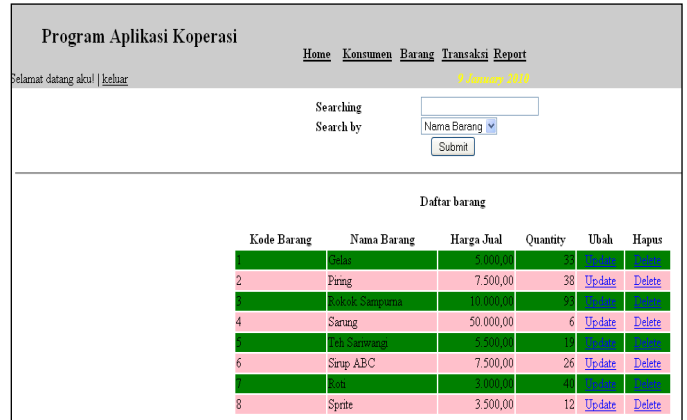 Program Aplikasi Koperasi
Home Konsumen Barang Transaksi Report
Selamat datang aku! | keluar
9 January 2010
Searching
Search by Nama Barang
Submit
Daftar barang
Kode Barang Nama Barang Harga Jual Quantity Ubah Hapus
1 Gelas 5.000,00 33 Update Delete
2 Piring 7.500,00 38 Update Delete
3 Rokok Sampurna 10.000,00 93 Update Delete
4 Sarung 50.000,00 6 Update Delete
5 Teh Sariwangi 5.500,00 19 Update Delete
6 Sirup ABC 7.500,00 26 Update Delete
7 Roti 3.000,00 40 Update Delete
8 Sprite 3.500,00 12 Update Delete